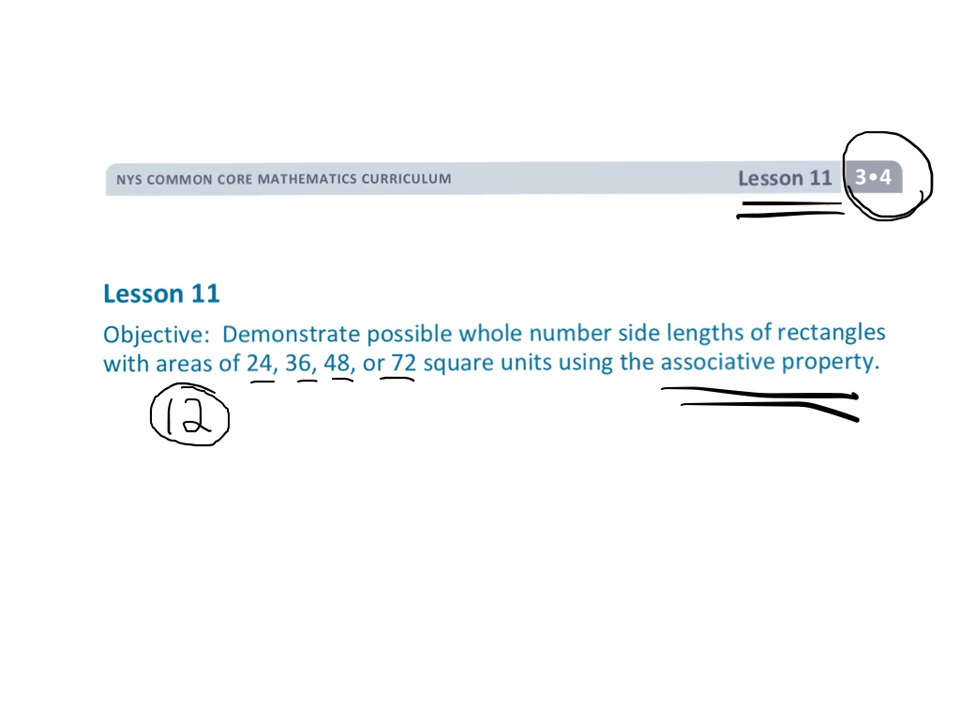 NYS COMMON CORE MATHEMATICS CURRICULUM Lesson 11 3•4
Lesson 11
Objective: Demonstrate possible whole number side lengths of rectangles
with areas of 24, 36, 48, or 72 square units using the associative property.
12